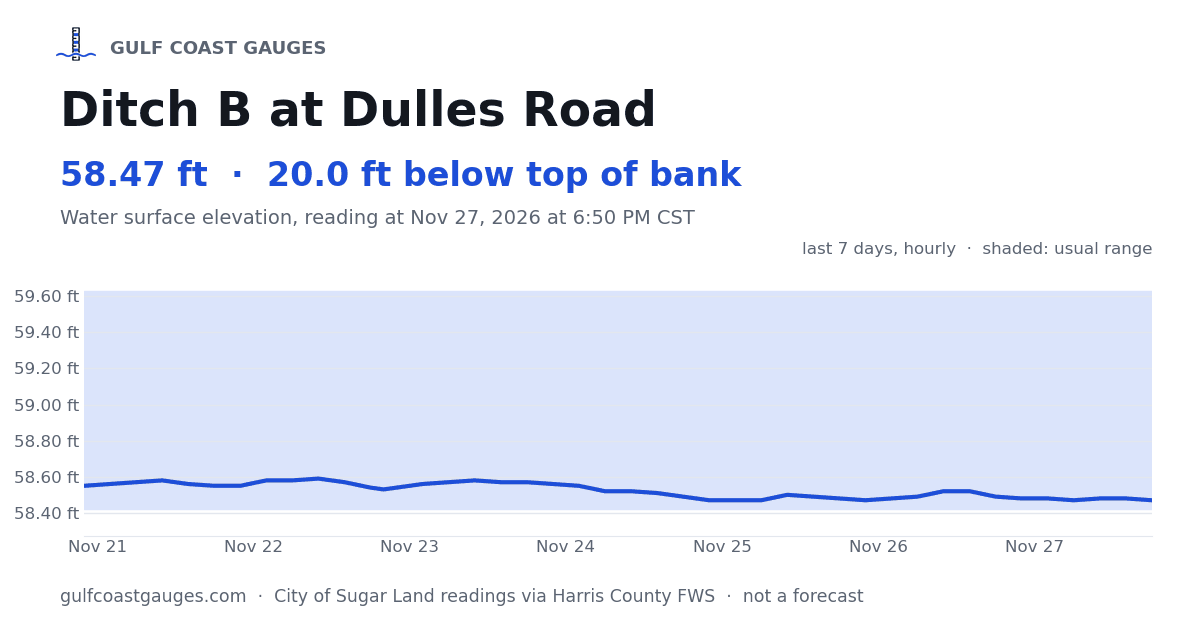 GULF COAST GAUGES
Ditch B at Dulles Road
58.47 ft · 20.0 ft below top of bank
Water surface elevation, reading at Nov 27, 2026 at 6:50 PM CST
last 7 days, hourly · shaded: usual range
59.60 ft
59.40 ft
59.20 ft
59.00 ft
58.80 ft
58.60 ft
58.40 ft
Nov 21 Nov 22 Nov 23 Nov 24 Nov 25 Nov 26 Nov 27
gulfcoastgauges.com · City of Sugar Land readings via Harris County FWS · not a forecast